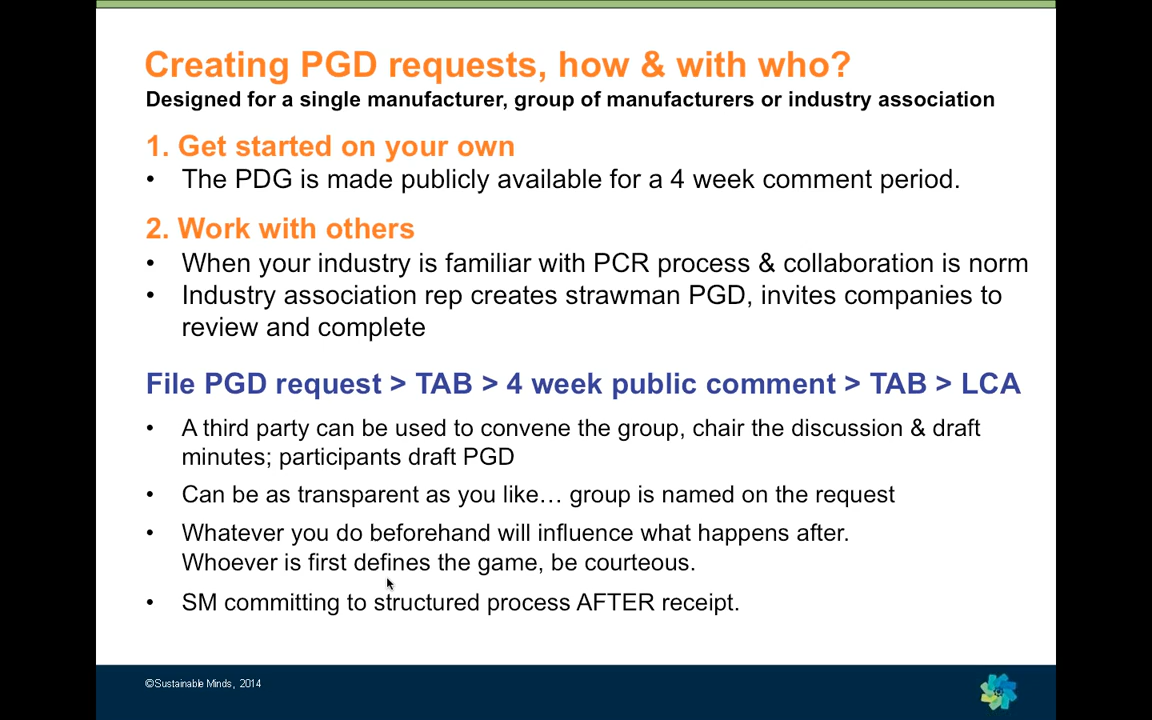 Creating PGD requests, how & with who?
Designed for a single manufacturer, group of manufacturers or industry association
1. Get started on your own
• The PDG is made publicly available for a 4 week comment period.
2. Work with others
• When your industry is familiar with PCR process & collaboration is norm
• Industry association rep creates strawman PGD, invites companies to
review and complete
File PGD request > TAB > 4 week public comment > TAB > LCA
• A third party can be used to convene the group, chair the discussion & draft
minutes; participants draft PGD
• Can be as transparent as you like… group is named on the request
• Whatever you do beforehand will influence what happens after.
Whoever is first defines the game, be courteous.
• SM committing to structured process AFTER receipt.
©Sustainable Minds, 2014